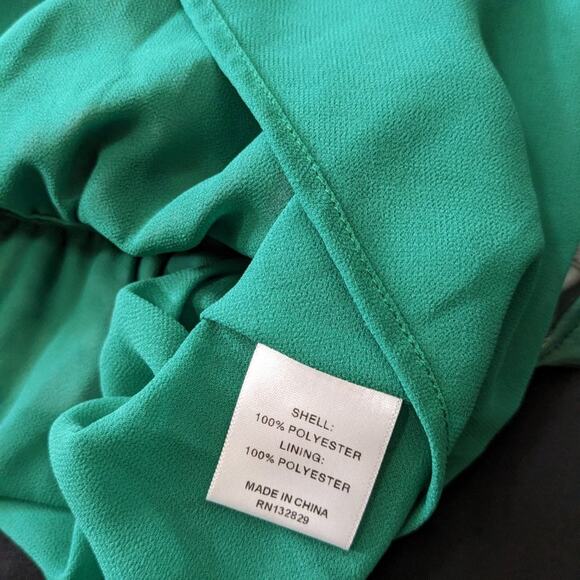 SHELL:
100% POLYESTER
LINING:
100% POLYESTER
MADE IN CHINA
RN132829